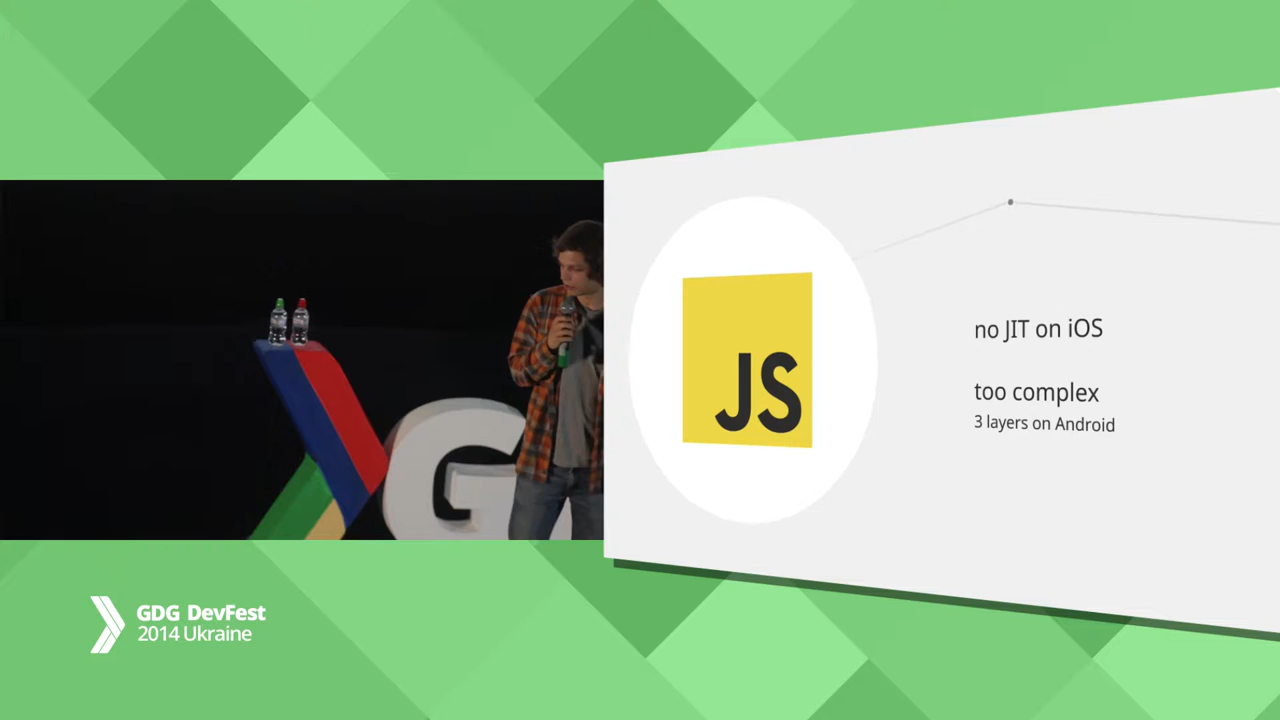 G
JS
no JIT on iOS
too complex
3 layers on Android
GDG DevFest
2014 Ukraine